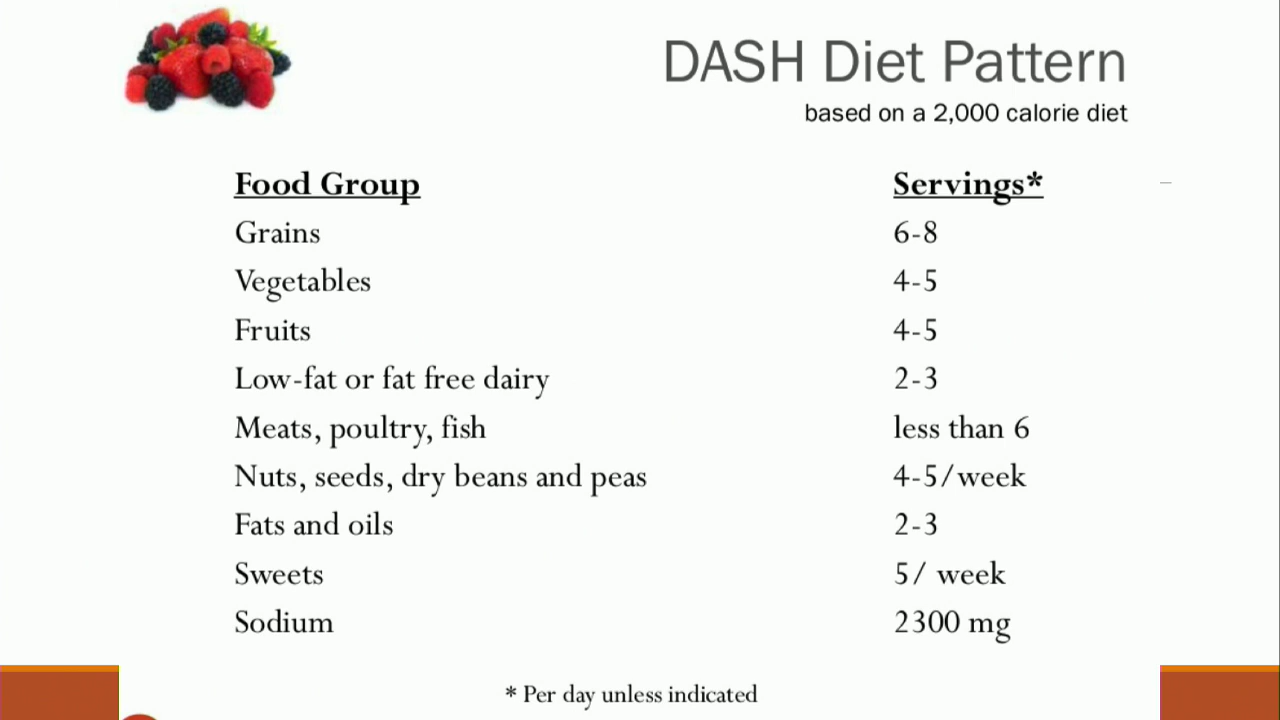 DASH Diet Pattern
based on a 2,000 calorie diet
Food Group Servings*
Grains 6-8
Vegetables 4-5
Fruits 4-5
Low-fat or fat free dairy 2-3
Meats, poultry, fish less than 6
Nuts, seeds, dry beans and peas 4-5/week
Fats and oils 2-3
Sweets 5/ week
Sodium 2300 mg
* Per day unless indicated